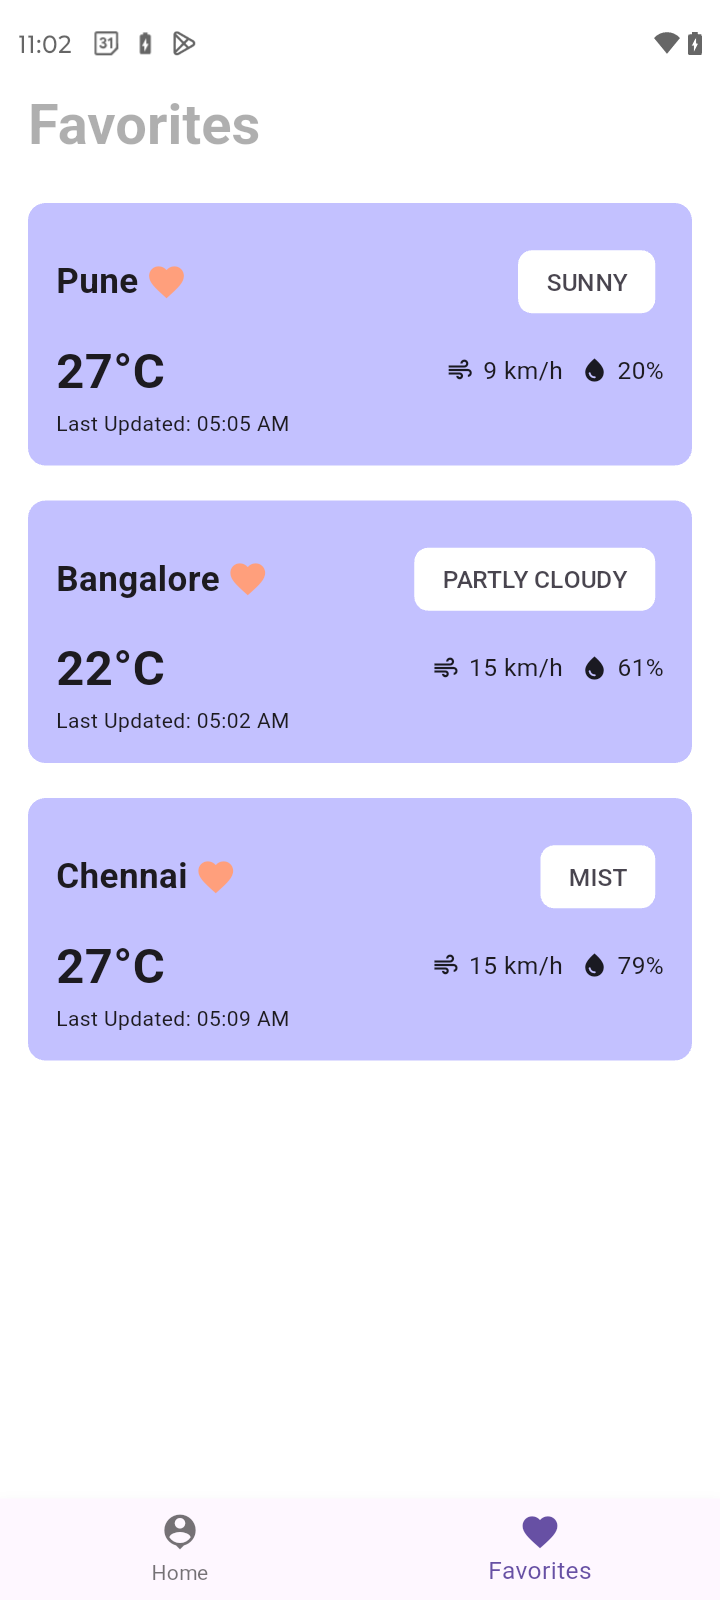 11:02 31
Favorites
Pune SUNNY
27°C 9 km/h 20%
Last Updated: 05:05 AM
Bangalore PARTLY CLOUDY
22°C 15 km/h 61%
Last Updated: 05:02 AM
Chennai MIST
27°C 15 km/h 79%
Last Updated: 05:09 AM
Home Favorites